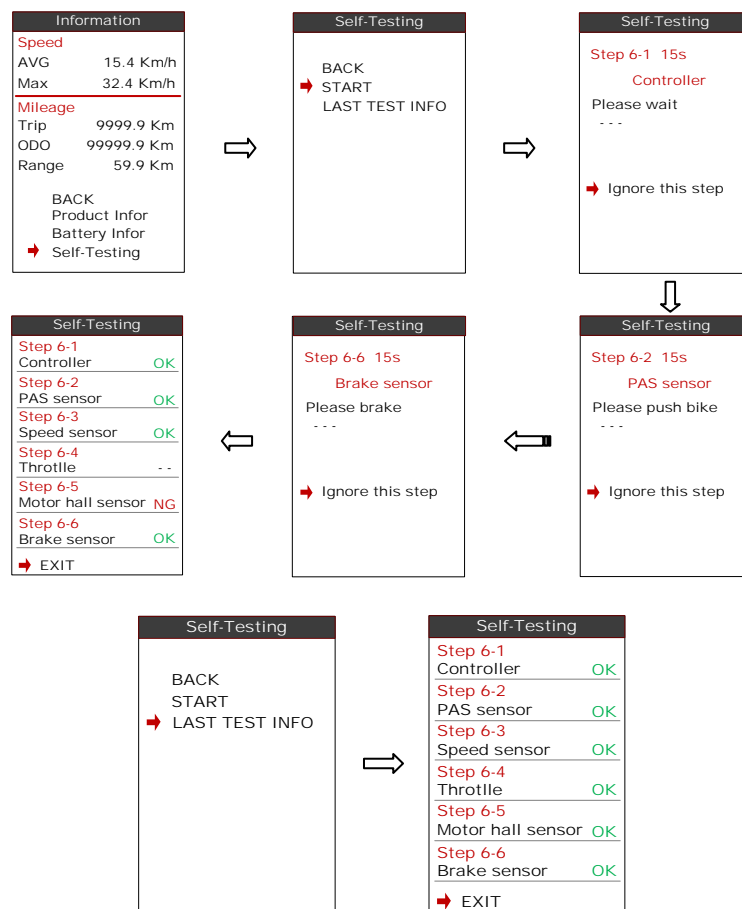 Information
Speed
AVG 15.4 Km/h
Max 32.4 Km/h
Mileage
Trip 9999.9 Km
ODO 99999.9 Km
Range 59.9 Km
BACK
Product Infor
Battery Infor
Self-Testing
Self-Testing
BACK
START
LAST TEST INFO
Self-Testing
Step 6-1 15s
Controller
Please wait
- - -
Ignore this step
Self-Testing
Step 6-2 15s
PAS sensor
Please push bike
- - -
Ignore this step
Self-Testing
Step 6-6 15s
Brake sensor
Please brake
- - -
Ignore this step
Self-Testing
Step 6-1
Controller OK
Step 6-2
PAS sensor OK
Step 6-3
Speed sensor OK
Step 6-4
Throtlle - -
Step 6-5
Motor hall sensor NG
Step 6-6
Brake sensor OK
EXIT
Self-Testing
BACK
START
LAST TEST INFO
Self-Testing
Step 6-1
Controller OK
Step 6-2
PAS sensor OK
Step 6-3
Speed sensor OK
Step 6-4
Throtlle OK
Step 6-5
Motor hall sensor OK
Step 6-6
Brake sensor OK
EXIT